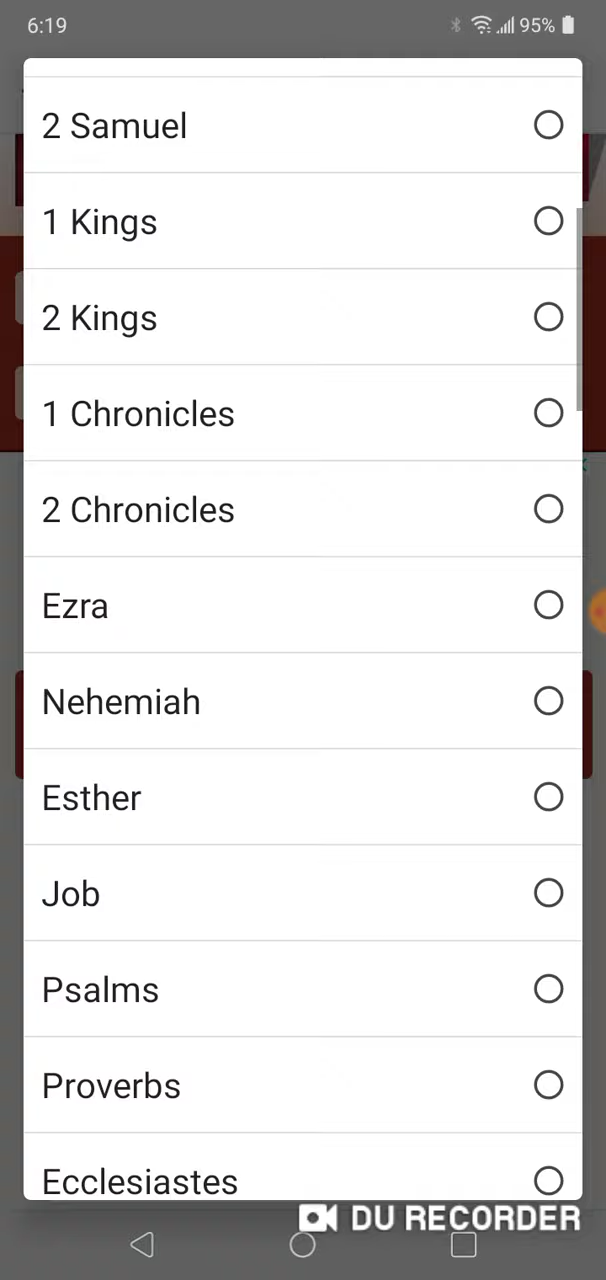 6:19
95%
2 Samuel
1 Kings
2 Kings
1 Chronicles
2 Chronicles
Ezra
Nehemiah
Esther
Job
Psalms
Proverbs
Ecclesiastes
DU RECORDER